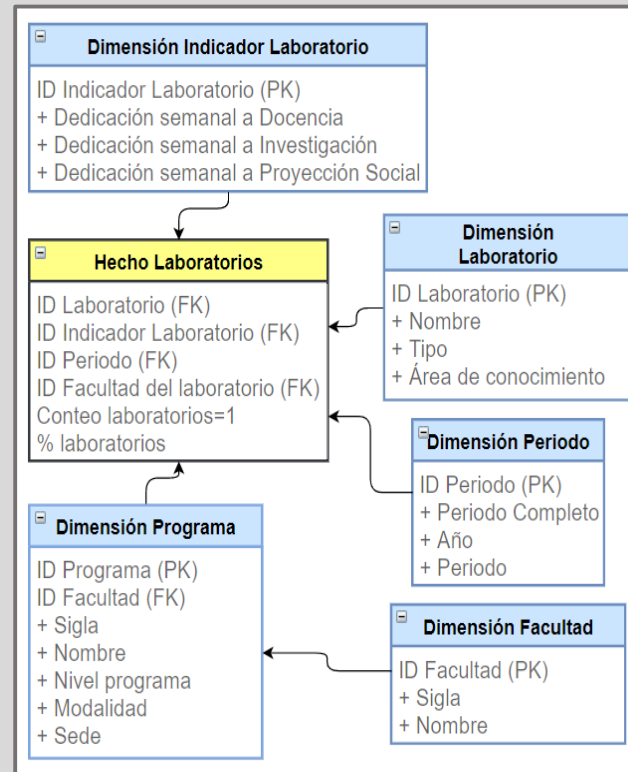 Dimensión Indicador Laboratorio
ID Indicador Laboratorio (PK)
+ Dedicación semanal a Docencia
+ Dedicación semanal a Investigación
+ Dedicación semanal a Proyección Social
Hecho Laboratorios
ID Laboratorio (FK)
ID Indicador Laboratorio (FK)
ID Periodo (FK)
ID Facultad del laboratorio (FK)
Conteo laboratorios=1
% laboratorios
Dimensión
Laboratorio
ID Laboratorio (PK)
+ Nombre
+ Tipo
+ Área de conocimiento
Dimensión Periodo
ID Periodo (PK)
+ Periodo Completo
+ Año
+ Periodo
Dimensión Programa
ID Programa (PK)
ID Facultad (FK)
+ Sigla
+ Nombre
+ Nivel programa
+ Modalidad
+ Sede
Dimensión Facultad
ID Facultad (PK)
+ Sigla
+ Nombre